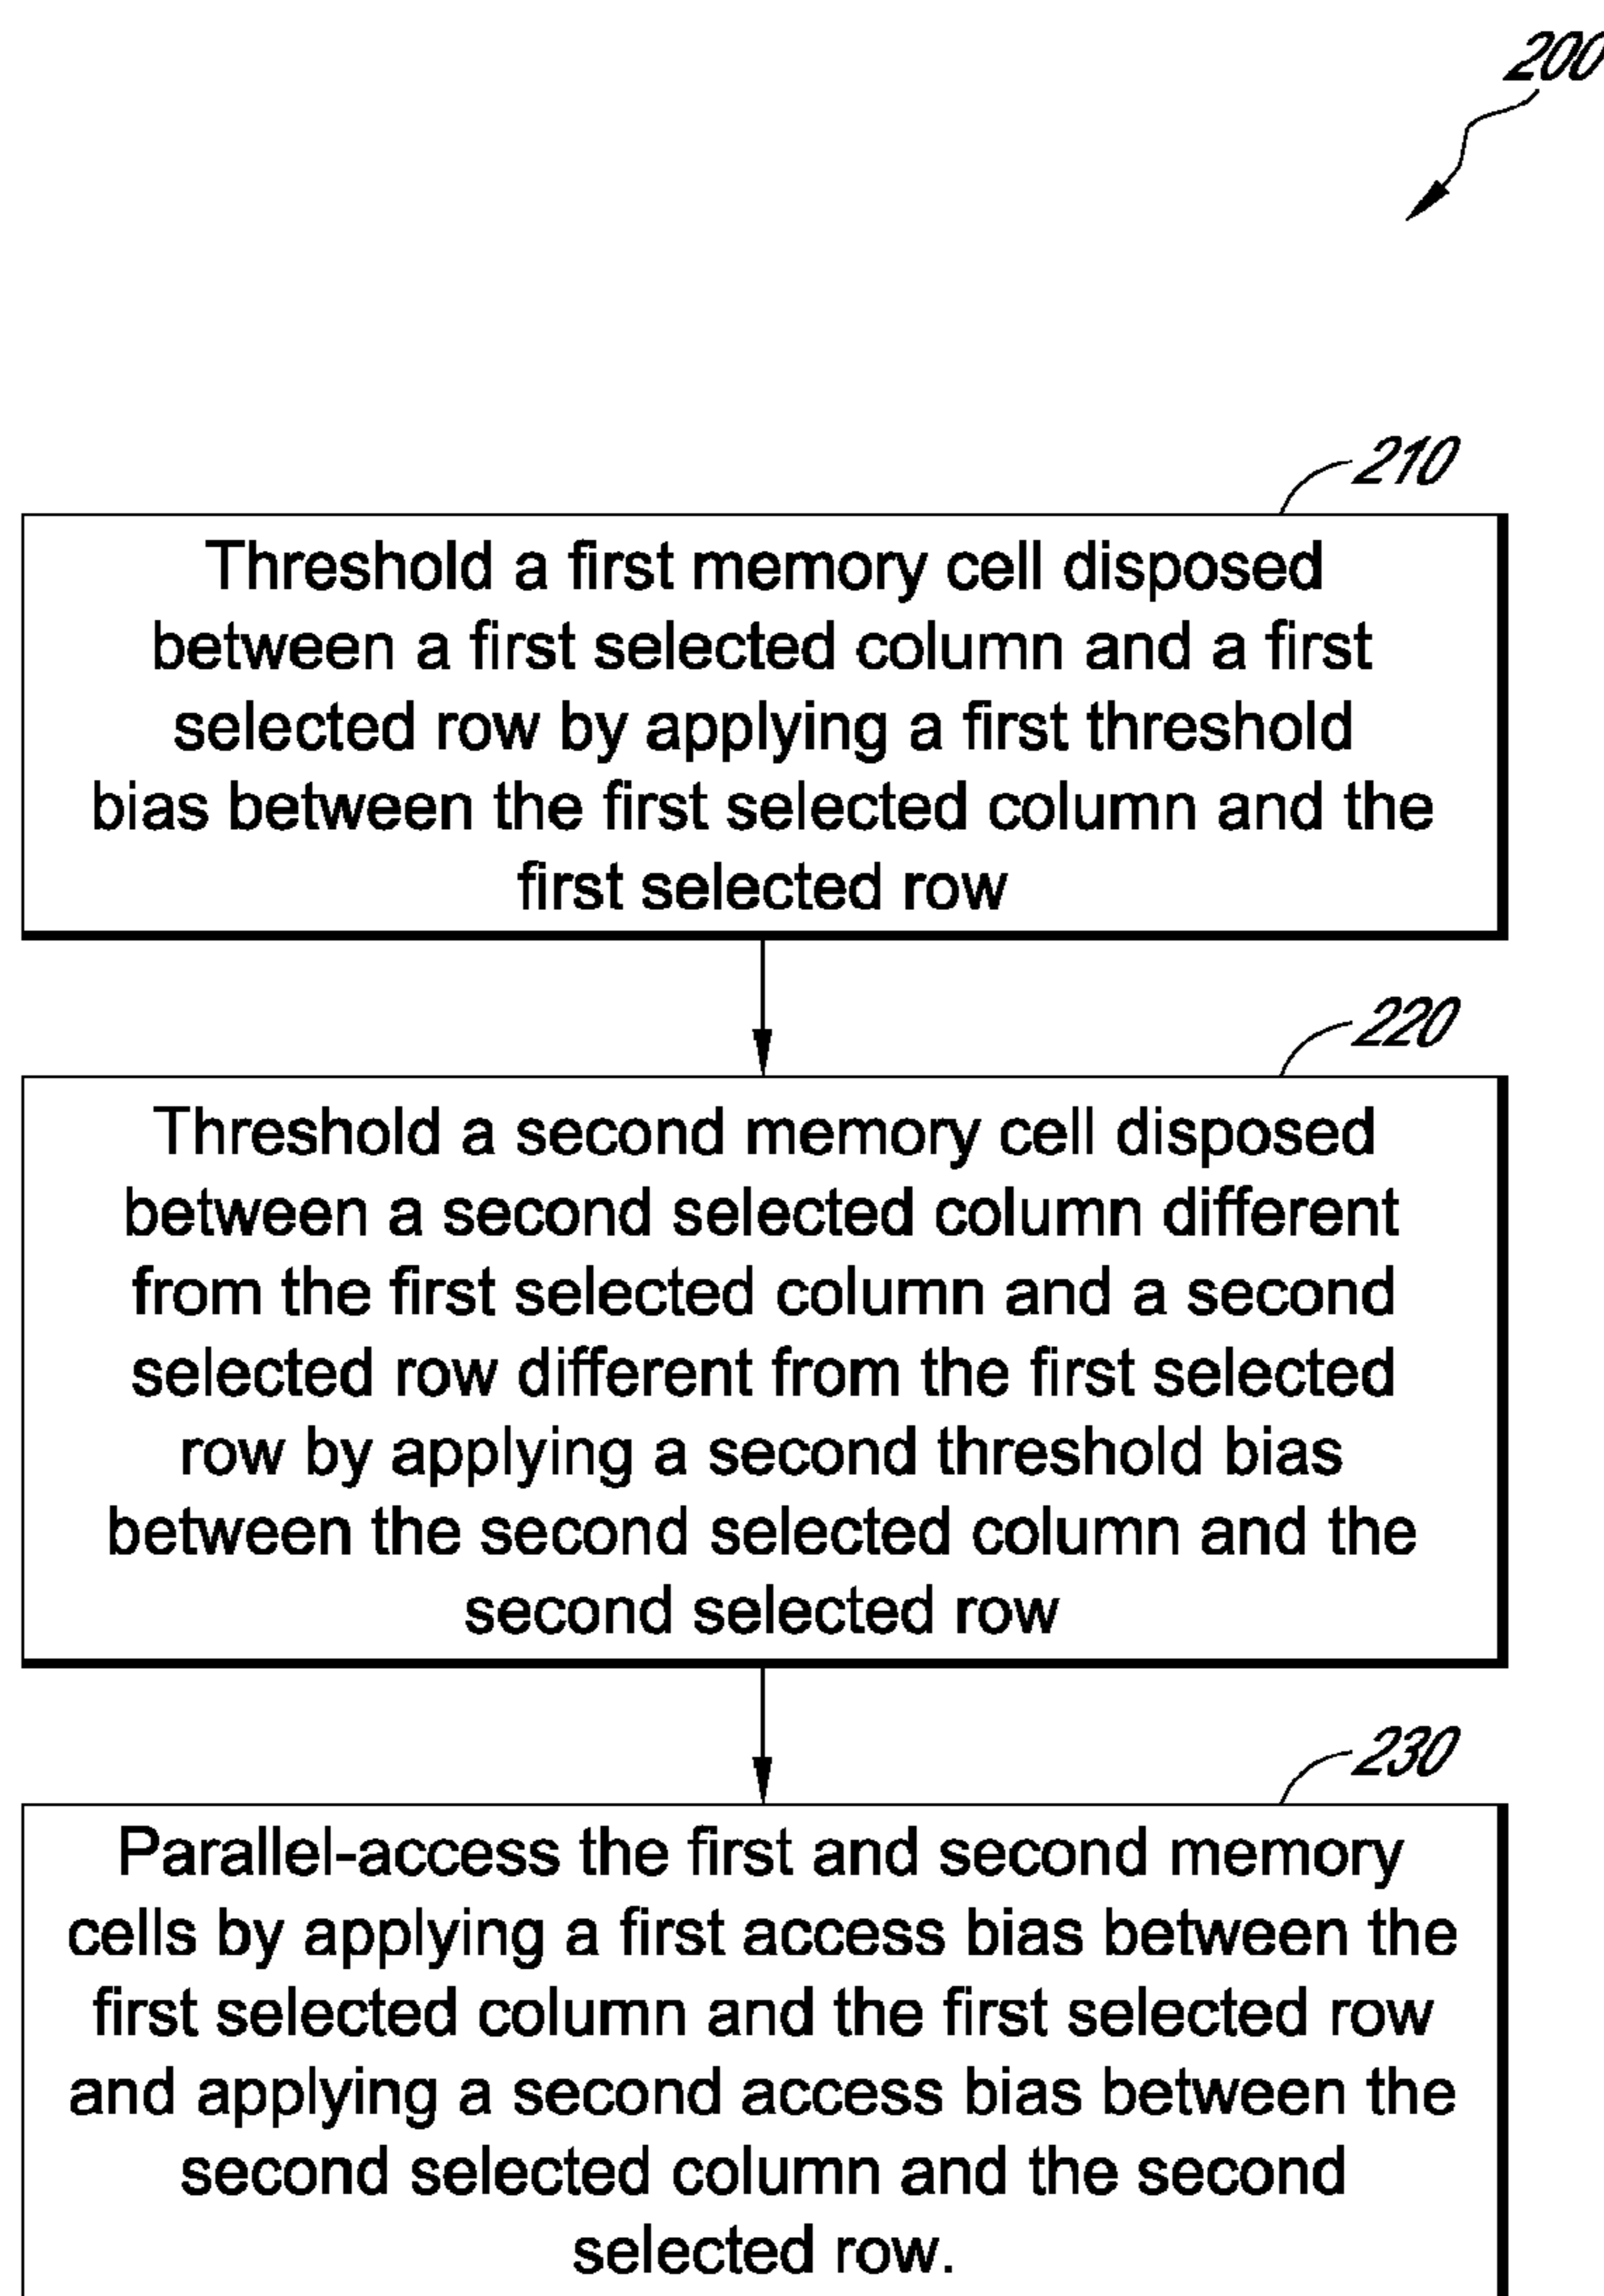 200
210
Threshold a first memory cell disposed
between a first selected column and a first
selected row by applying a first threshold
bias between the first selected column and the
first selected row
220
Threshold a second memory cell disposed
between a second selected column different
from the first selected column and a second
selected row different from the first selected
row by applying a second threshold bias
between the second selected column and the
second selected row
230
Parallel-access the first and second memory
cells by applying a first access bias between the
first selected column and the first selected row
and applying a second access bias between the
second selected column and the second
selected row.